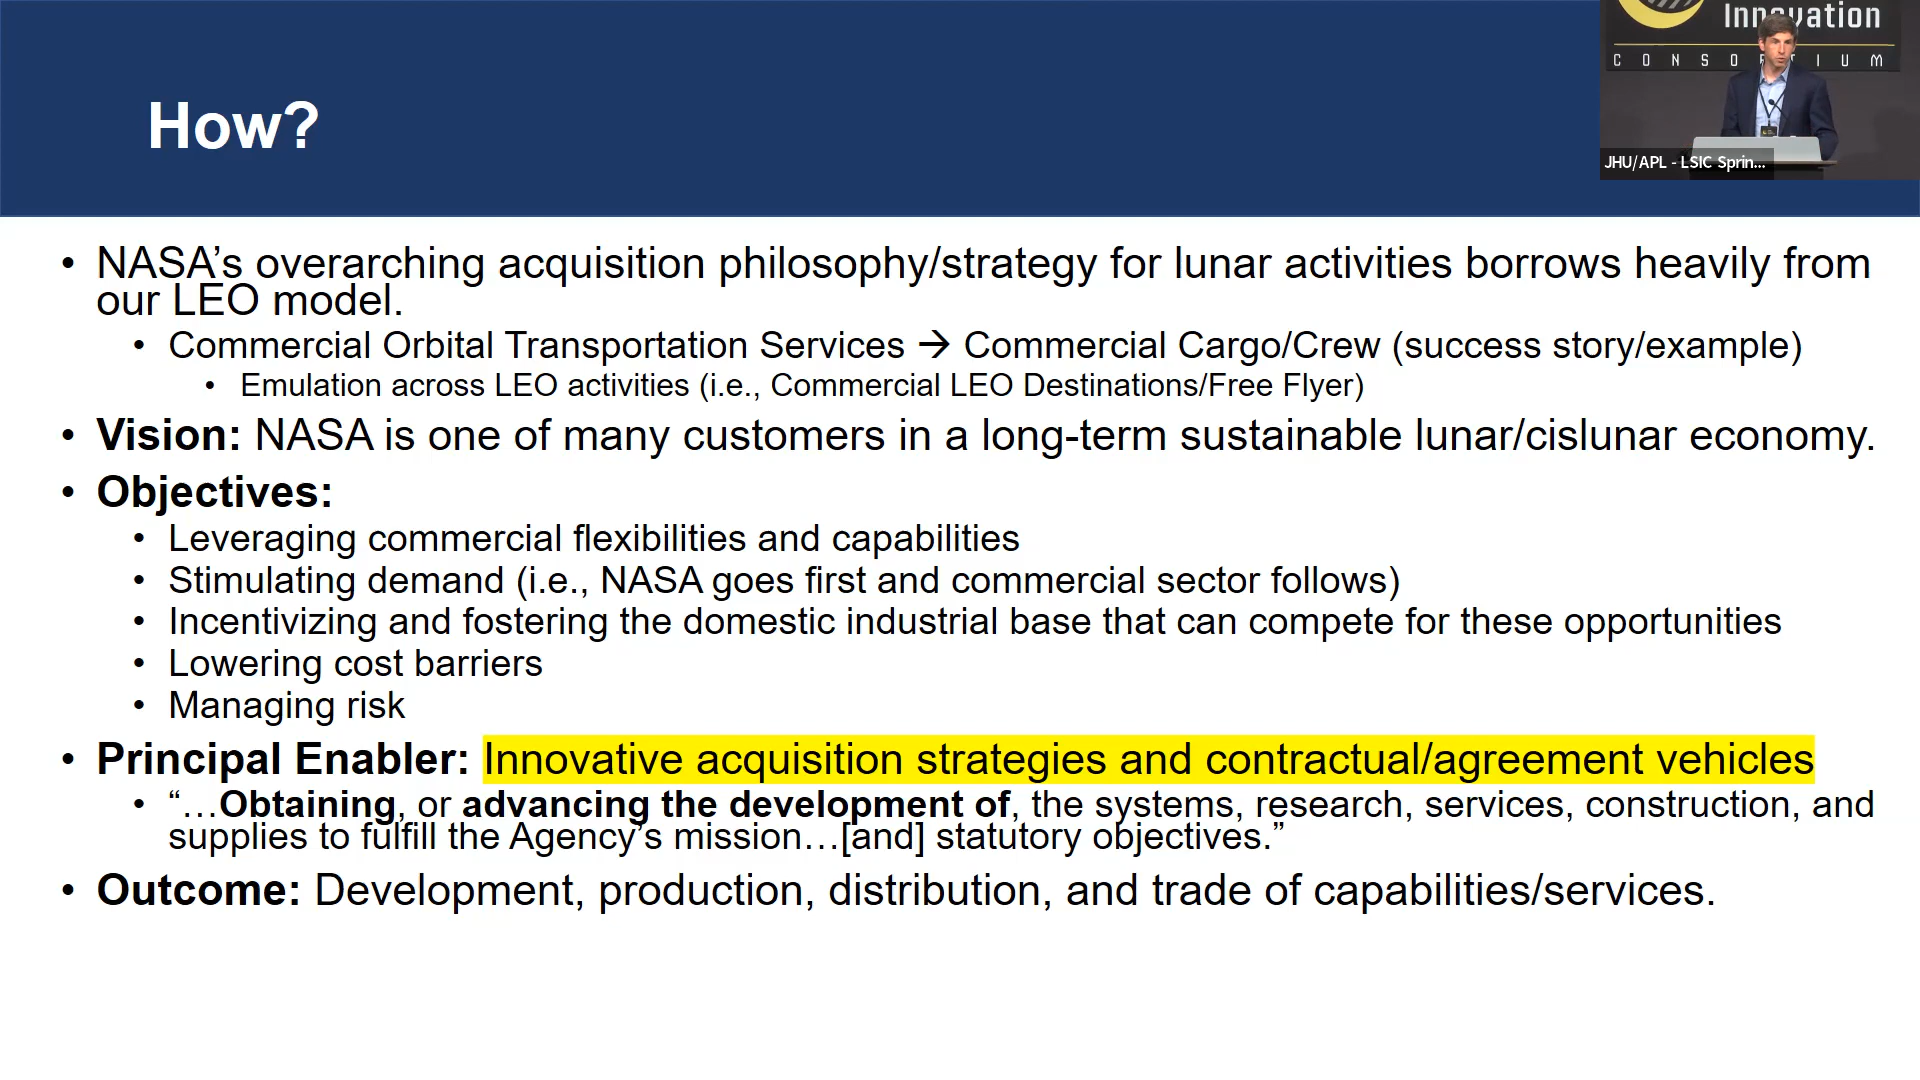 How?
Innovation
CONSORTIUM
JHU/APL - LSIC Sprin...
• NASA’s overarching acquisition philosophy/strategy for lunar activities borrows heavily from
our LEO model.
• Commercial Orbital Transportation Services → Commercial Cargo/Crew (success story/example)
• Emulation across LEO activities (i.e., Commercial LEO Destinations/Free Flyer)
• Vision: NASA is one of many customers in a long-term sustainable lunar/cislunar economy.
• Objectives:
• Leveraging commercial flexibilities and capabilities
• Stimulating demand (i.e., NASA goes first and commercial sector follows)
• Incentivizing and fostering the domestic industrial base that can compete for these opportunities
• Lowering cost barriers
• Managing risk
• Principal Enabler: Innovative acquisition strategies and contractual/agreement vehicles
• “…Obtaining, or advancing the development of, the systems, research, services, construction, and
supplies to fulfill the Agency’s mission…[and] statutory objectives.”
• Outcome: Development, production, distribution, and trade of capabilities/services.